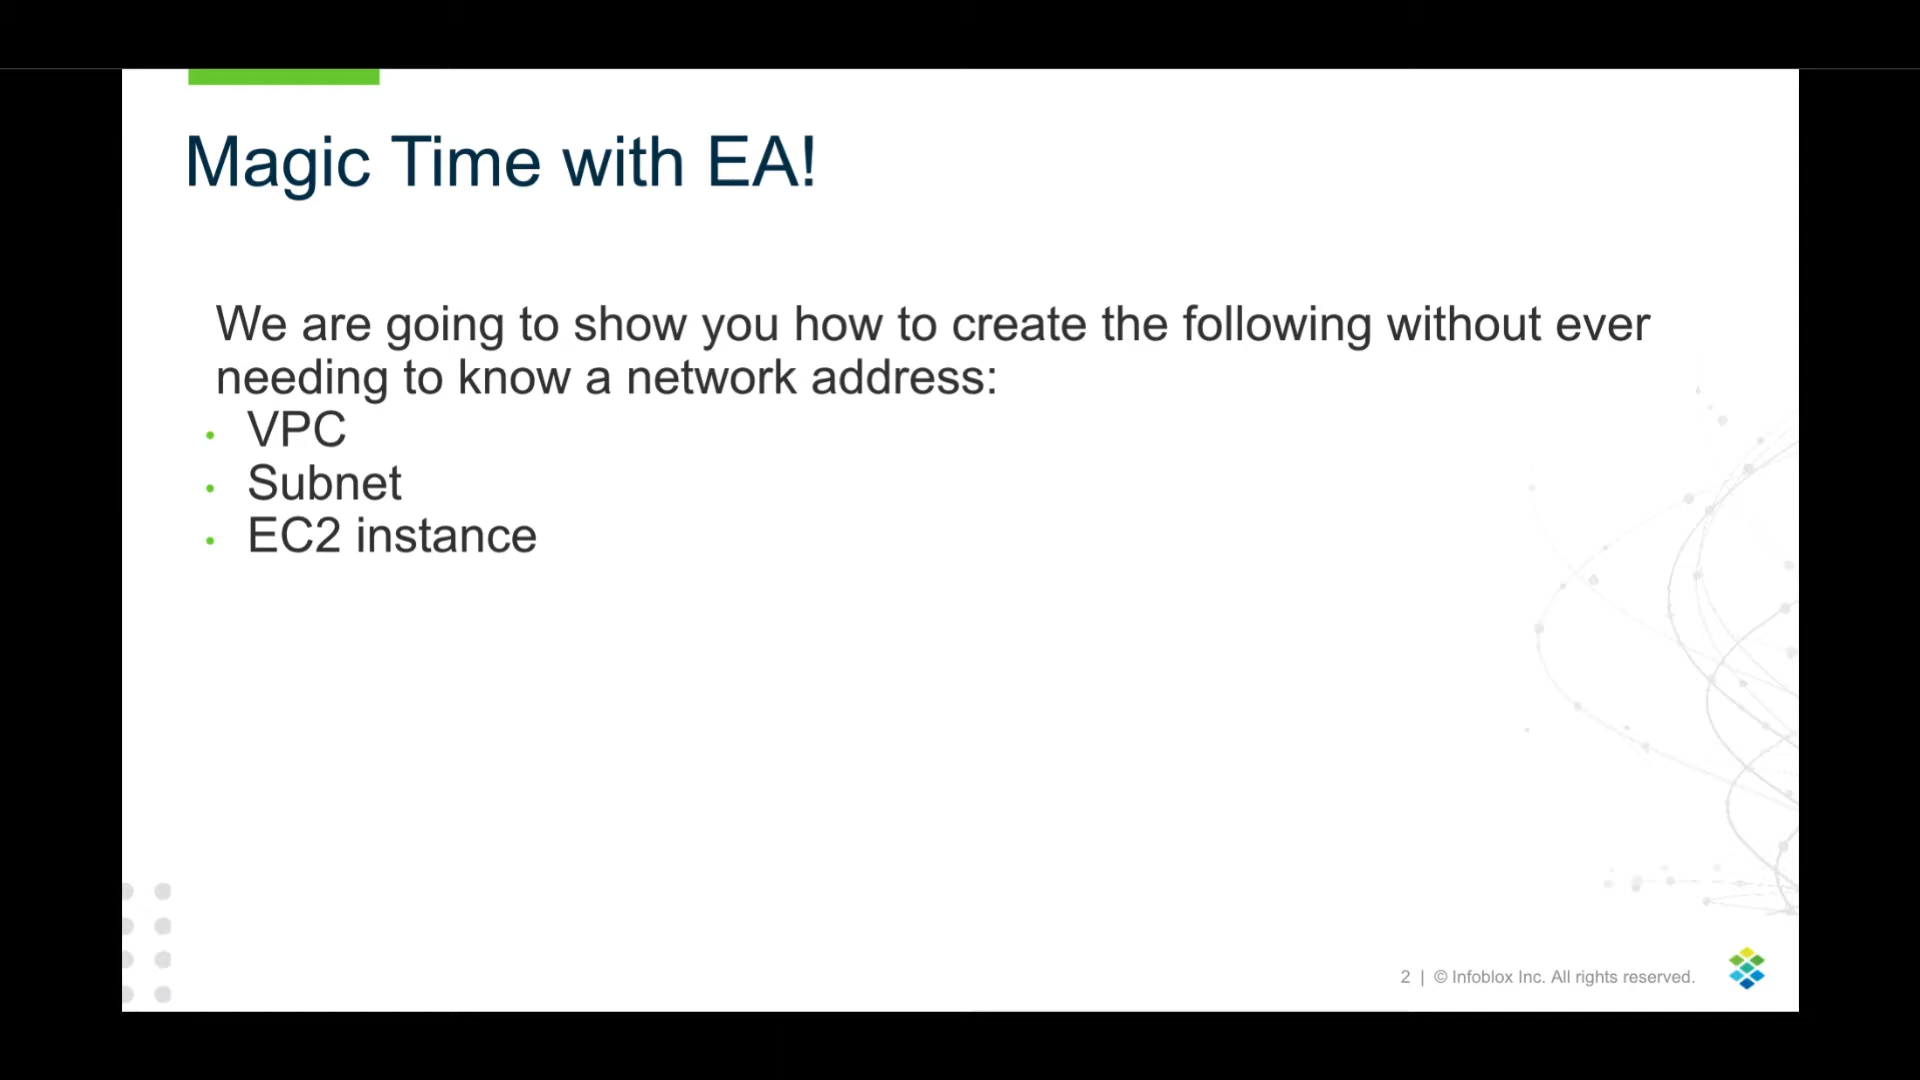 Magic Time with EA!
We are going to show you how to create the following without ever
needing to know a network address:
• VPC
• Subnet
• EC2 instance
2 | © Infoblox Inc. All rights reserved.